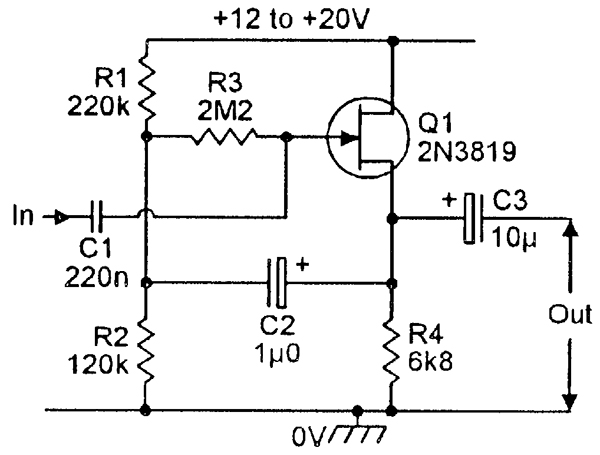 +12 to +20V
R1
220k
R3
2M2
Q1
2N3819
In
C1
220n
+
C3
10µ
+
C2
1µ0
Out
R2
120k
R4
6k8
0V